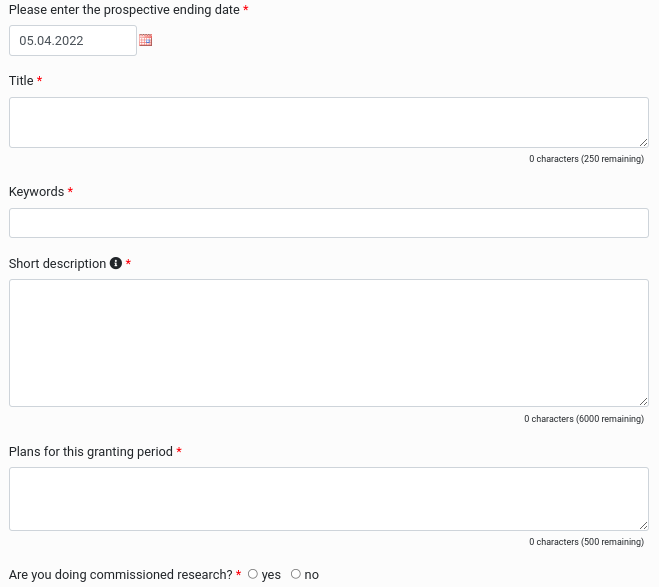 Please enter the prospective ending date *
05.04.2022
Title *
0 characters (250 remaining)
Keywords *
Short description *
0 characters (6000 remaining)
Plans for this granting period *
0 characters (500 remaining)
Are you doing commissioned research? * yes no